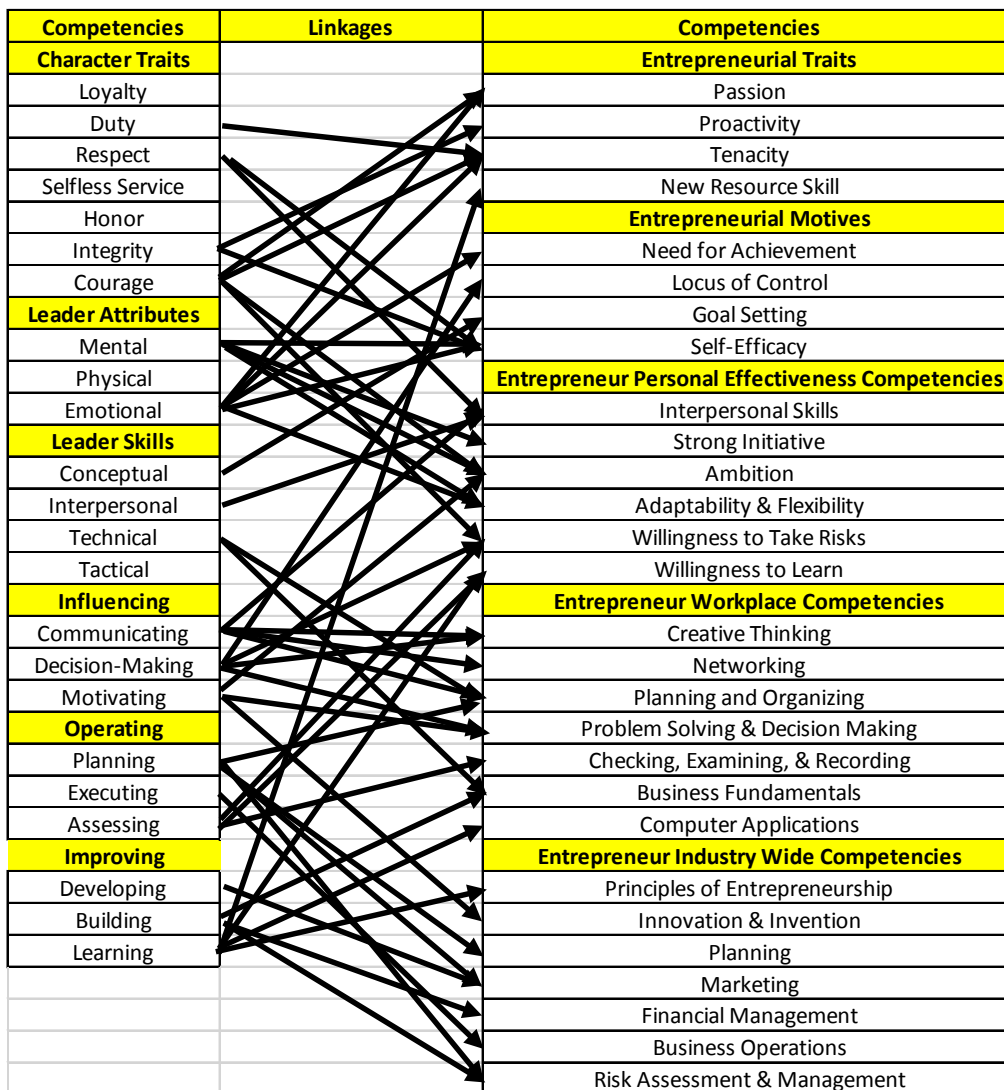 Competencies Linkages Competencies
Character Traits Entrepreneurial Traits
Loyalty Passion
Duty Proactivity
Respect Tenacity
Selfless Service New Resource Skill
Honor Entrepreneurial Motives
Integrity Need for Achievement
Courage Locus of Control
Leader Attributes Goal Setting
Mental Self-Efficacy
Physical Entrepreneur Personal Effectiveness Competencies
Emotional Interpersonal Skills
Leader Skills Strong Initiative
Conceptual Ambition
Interpersonal Adaptability & Flexibility
Technical Willingness to Take Risks
Tactical Willingness to Learn
Influencing Entrepreneur Workplace Competencies
Communicating Creative Thinking
Decision-Making Networking
Motivating Planning and Organizing
Operating Problem Solving & Decision Making
Planning Checking, Examining, & Recording
Executing Business Fundamentals
Assessing Computer Applications
Improving Entrepreneur Industry Wide Competencies
Developing Principles of Entrepreneurship
Building Innovation & Invention
Learning Planning
Marketing
Financial Management
Business Operations
Risk Assessment & Management